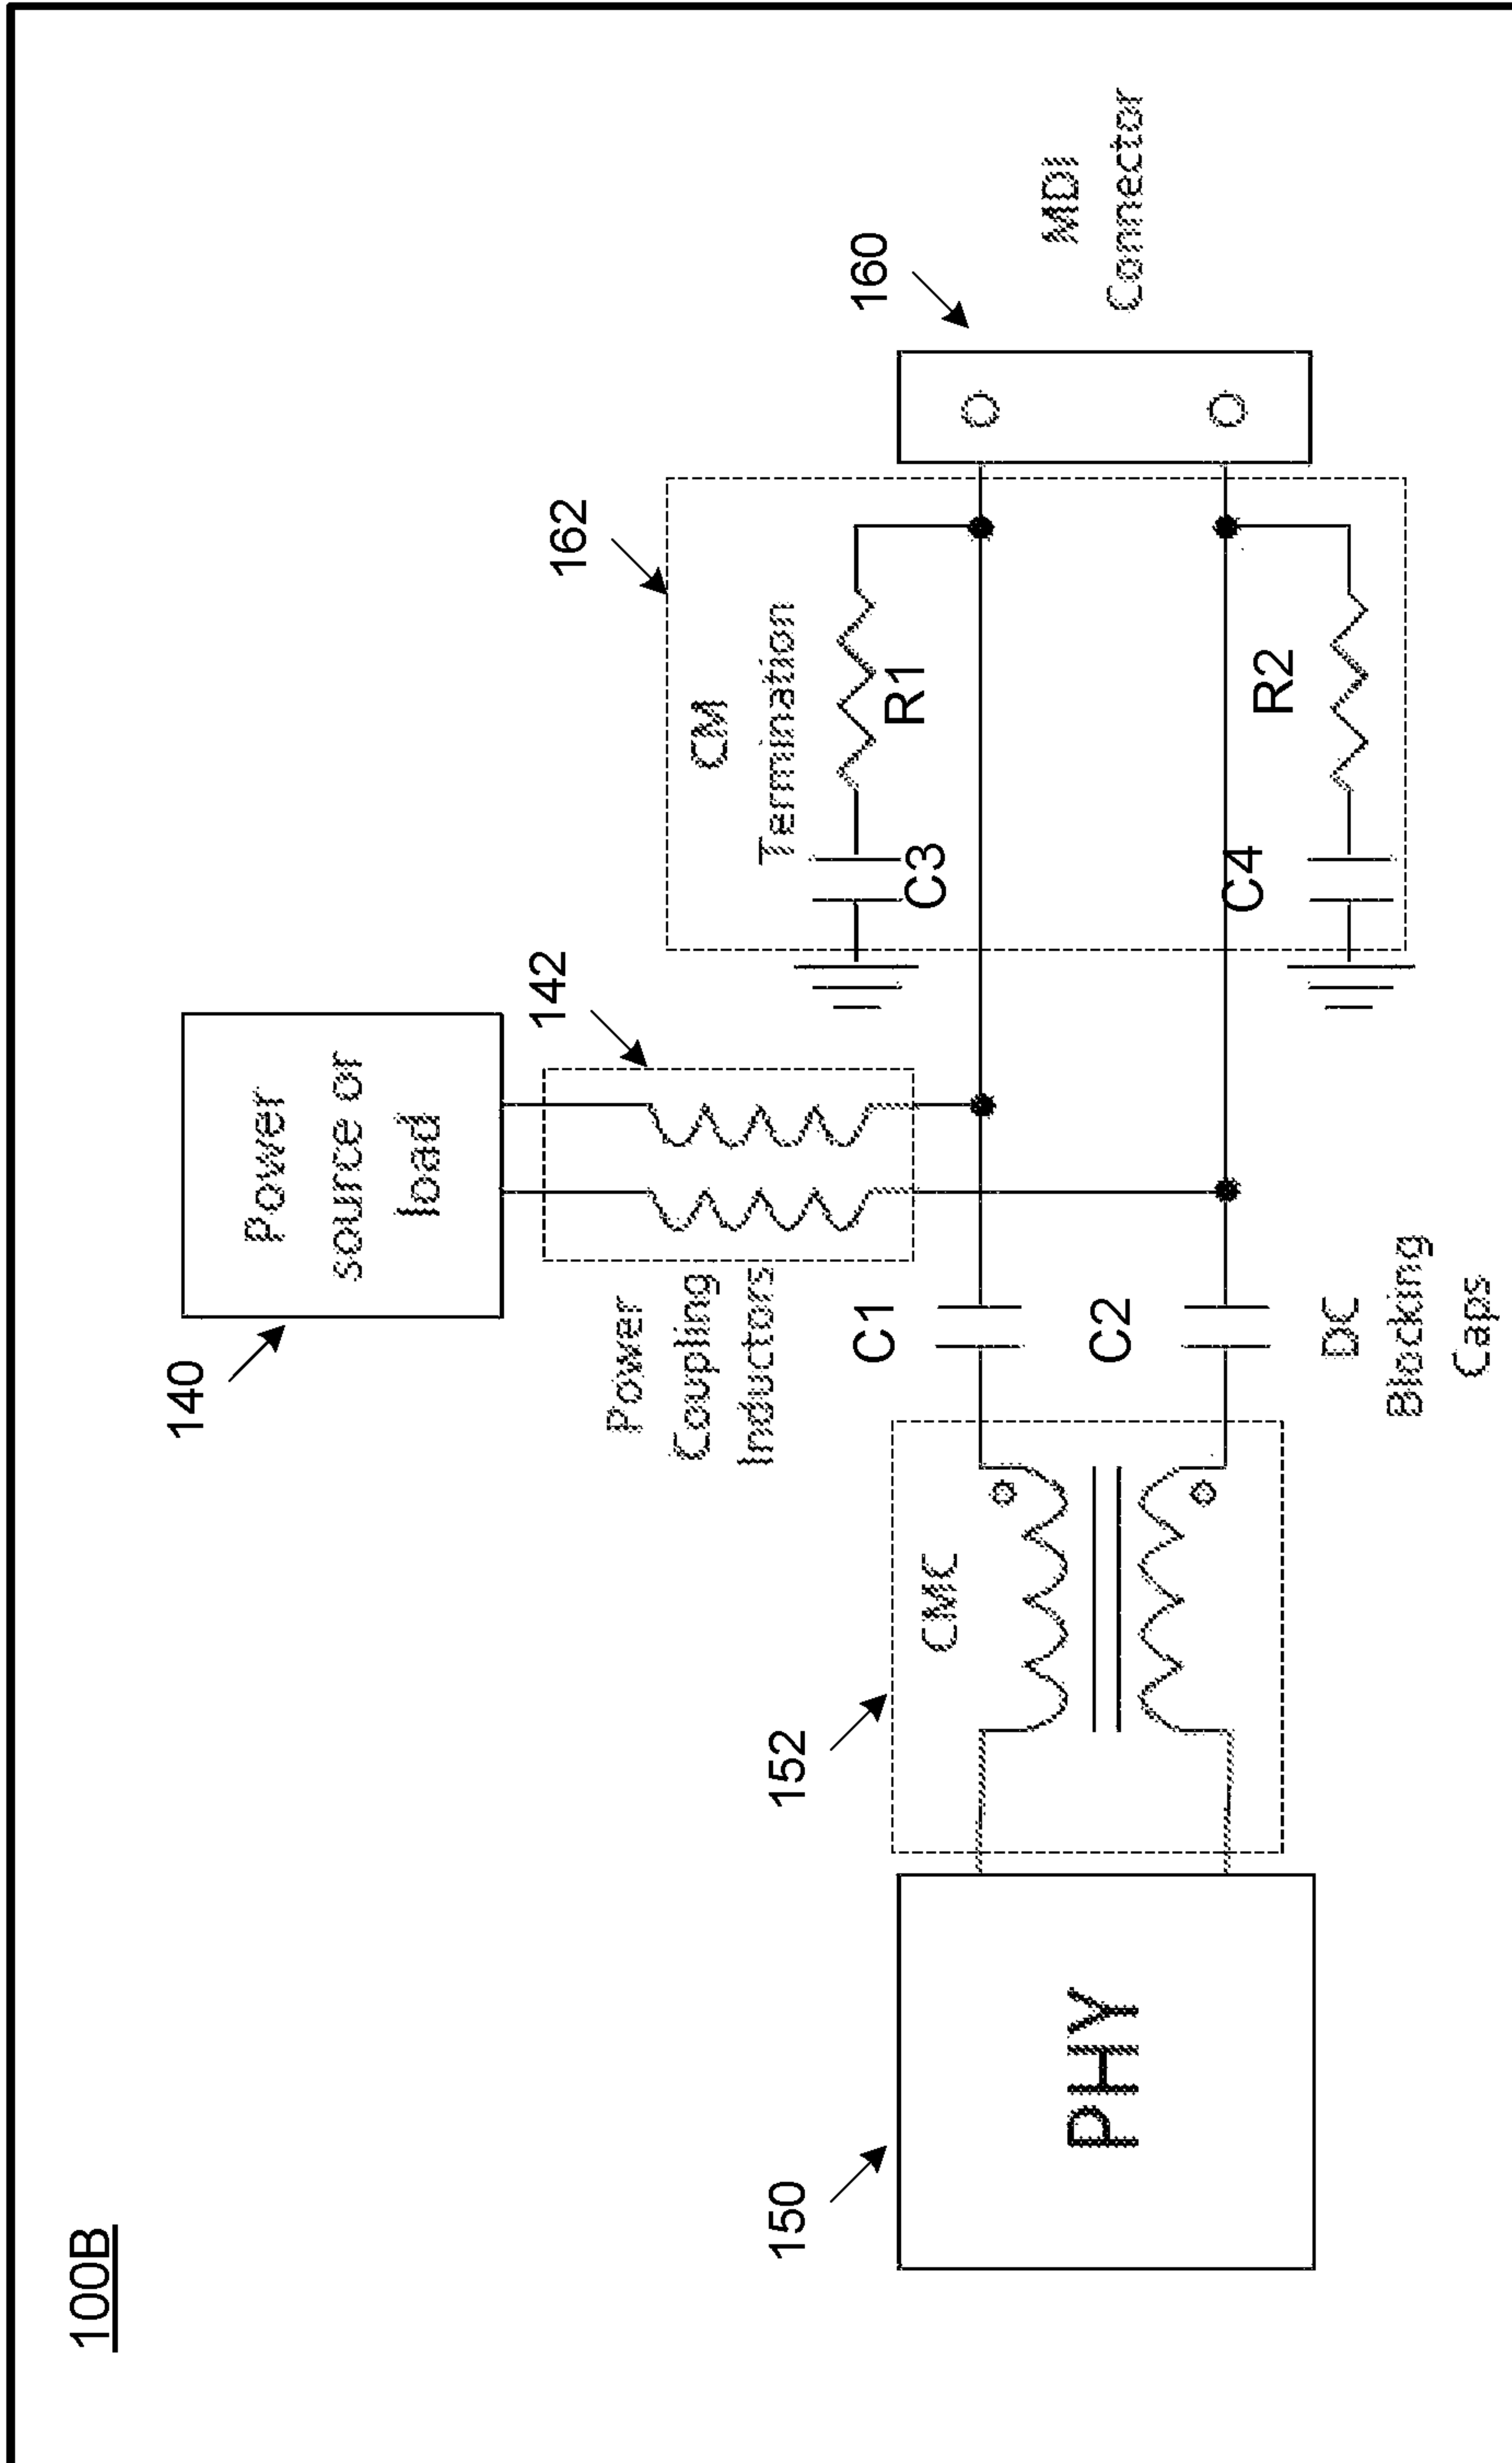 100B
140
Power
source or
load
142
Power
Coupling
Inductors
162
CM
Termination
160
MDI
Connector
R1
C3
C1
150
PHY
152
CMC
C2
DC
Blocking
Caps
C4
R2